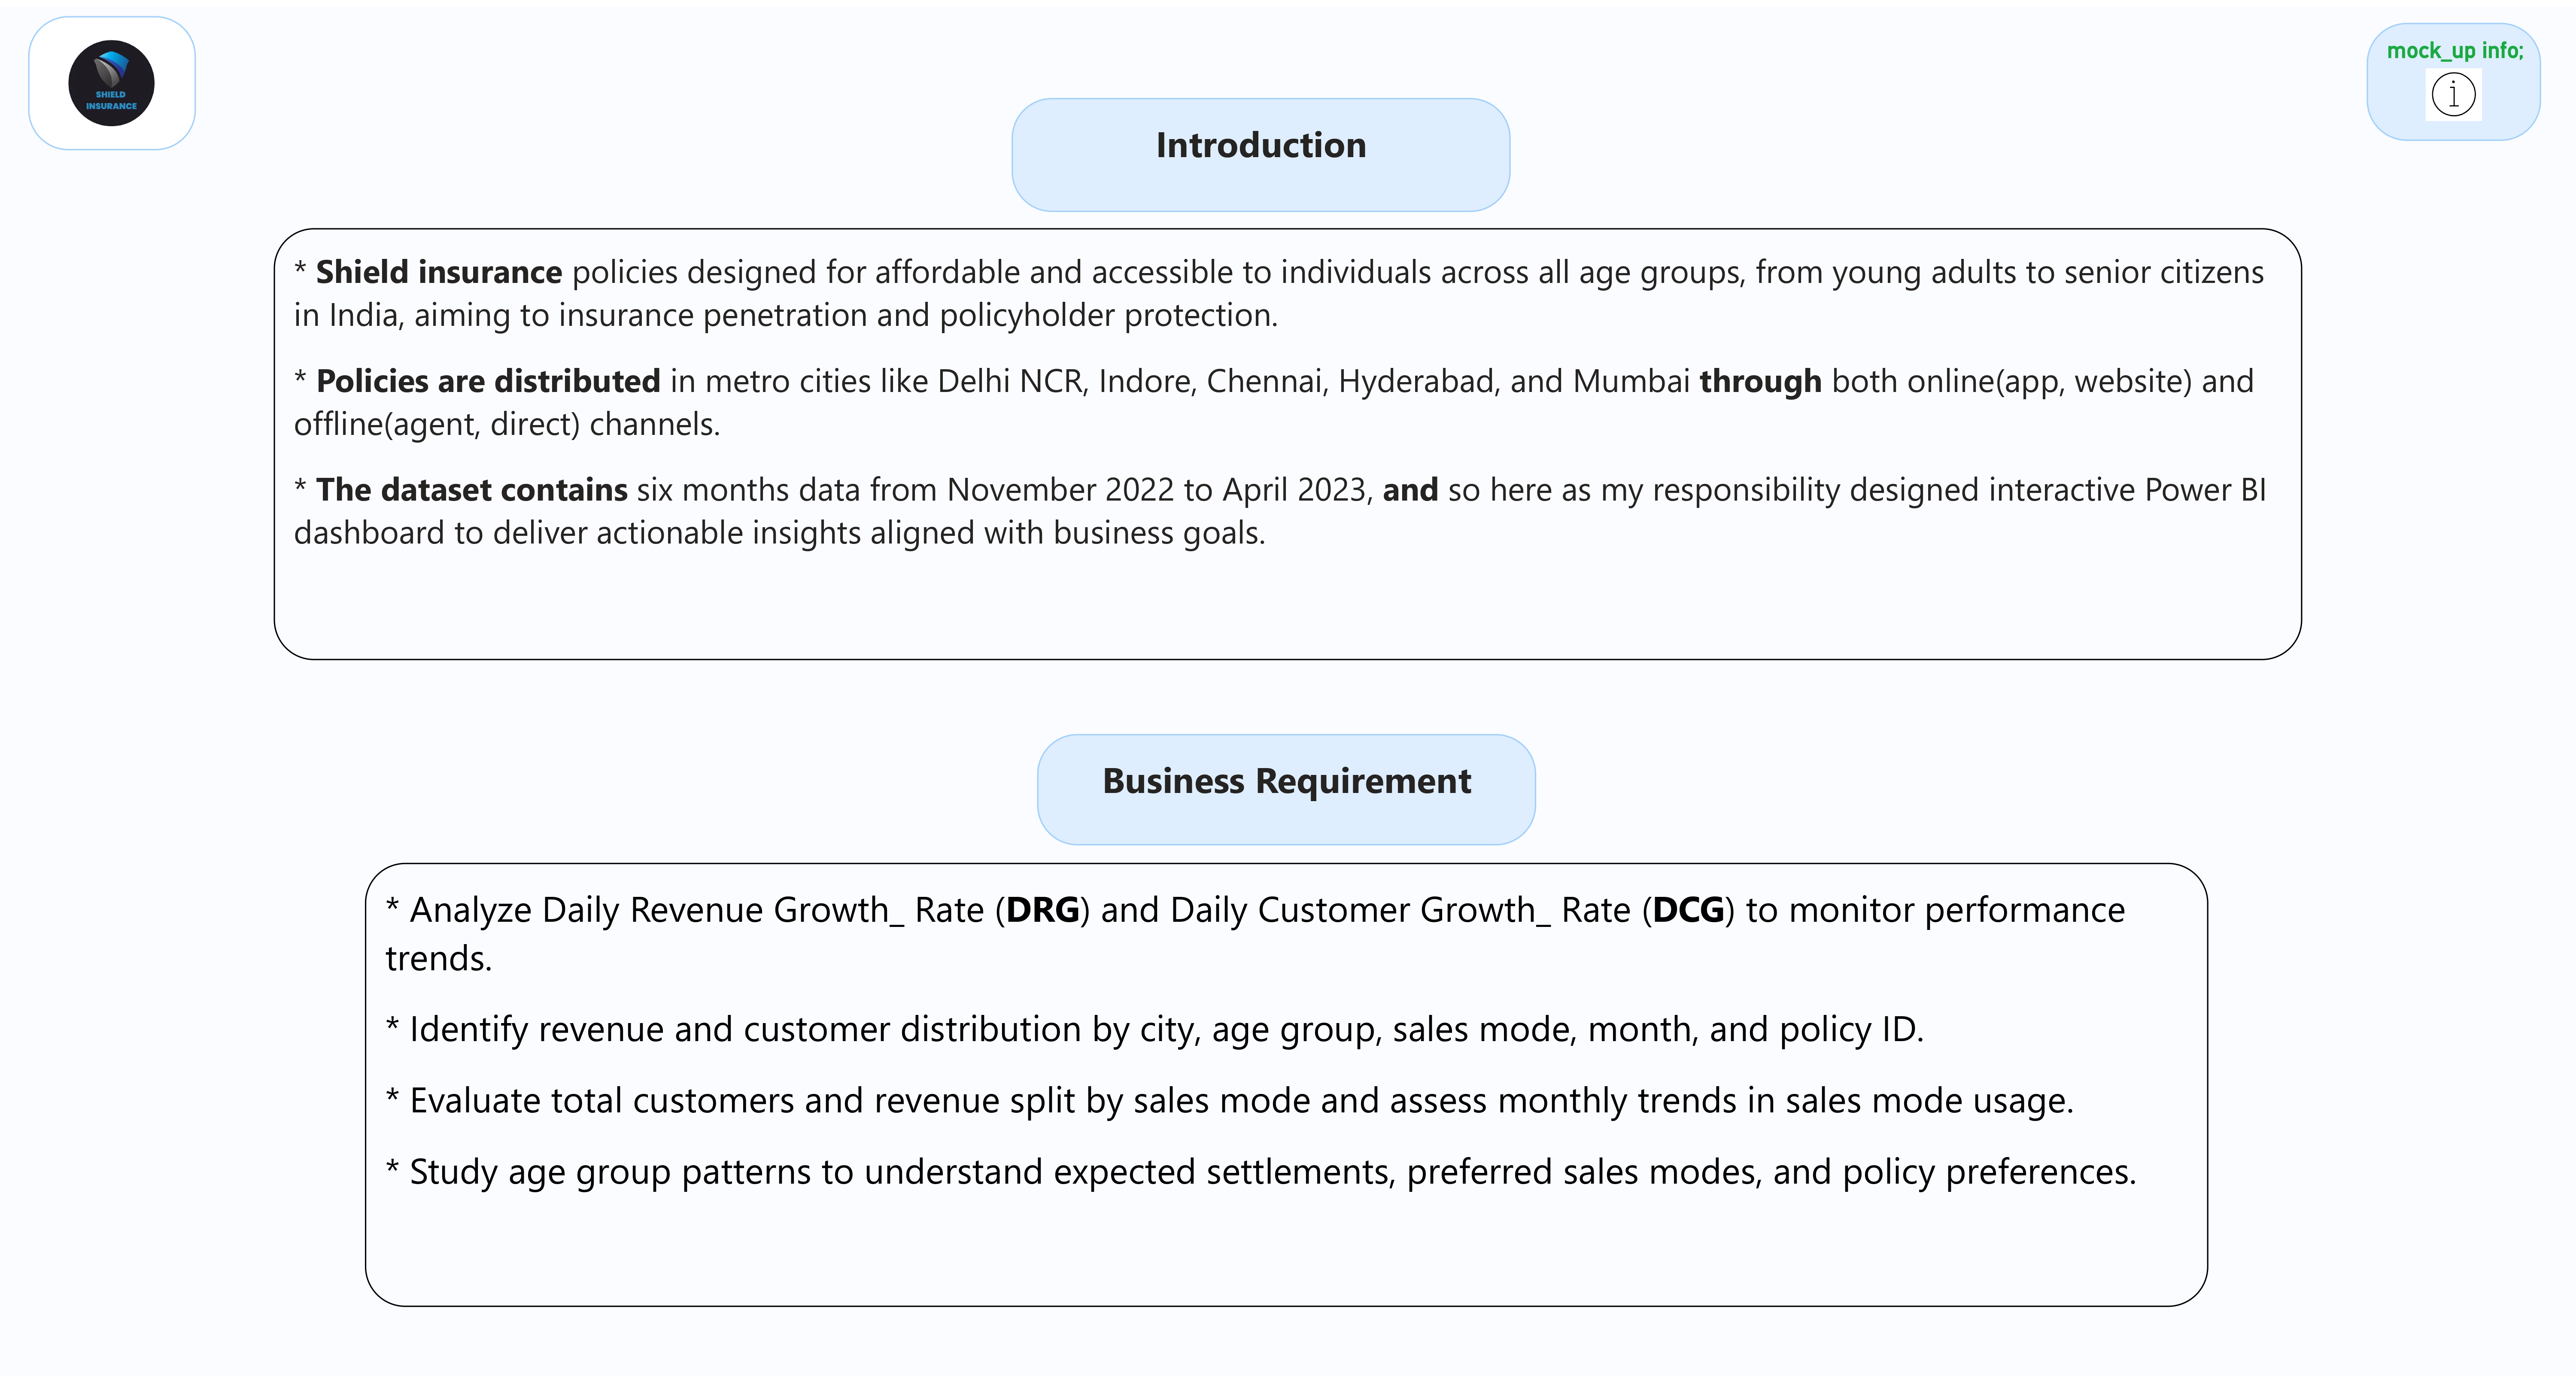 SHIELD
INSURANCE
mock_up info;
i
Introduction
* Shield insurance policies designed for affordable and accessible to individuals across all age groups, from young adults to senior citizens
in India, aiming to insurance penetration and policyholder protection.
* Policies are distributed in metro cities like Delhi NCR, Indore, Chennai, Hyderabad, and Mumbai through both online(app, website) and
offline(agent, direct) channels.
* The dataset contains six months data from November 2022 to April 2023, and so here as my responsibility designed interactive Power BI
dashboard to deliver actionable insights aligned with business goals.
Business Requirement
* Analyze Daily Revenue Growth_ Rate (DRG) and Daily Customer Growth_ Rate (DCG) to monitor performance
trends.
* Identify revenue and customer distribution by city, age group, sales mode, month, and policy ID.
* Evaluate total customers and revenue split by sales mode and assess monthly trends in sales mode usage.
* Study age group patterns to understand expected settlements, preferred sales modes, and policy preferences.